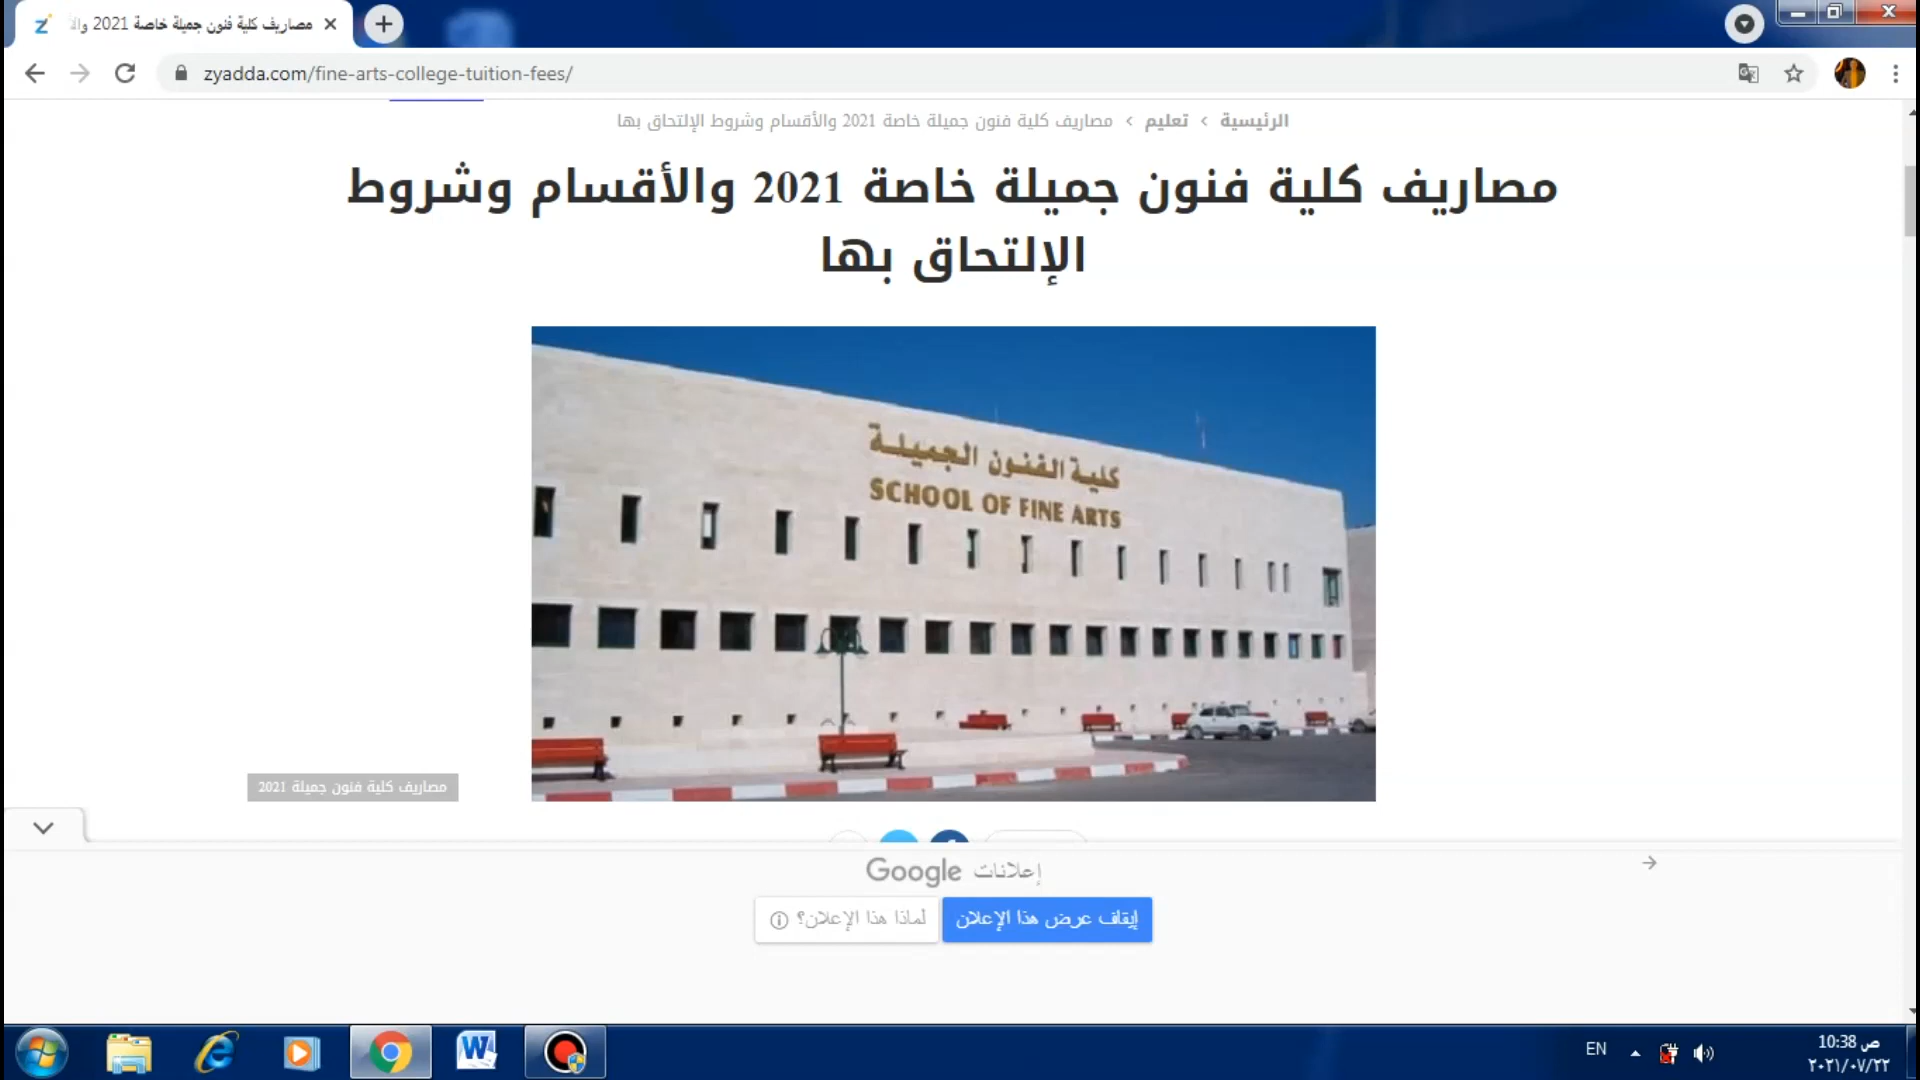 مصاريف كلية فنون جميلة خاصة 2021 وال
zyadda.com/fine-arts-college-tuition-fees/
الرئيسية › تعليم › مصاريف كلية فنون جميلة خاصة 2021 والأقسام وشروط الإلتحاق بها
مصاريف كلية فنون جميلة خاصة 2021 والأقسام وشروط
الإلتحاق بها
كلية الفنون الجميلة
SCHOOL OF FINE ARTS
مصاريف كلية فنون جميلة 2021
إعلانات Google
إيقاف عرض هذا الإعلان
لماذا هذا الإعلان؟
EN
10:38 ص
٢٠٢١/٠٧/٢٢